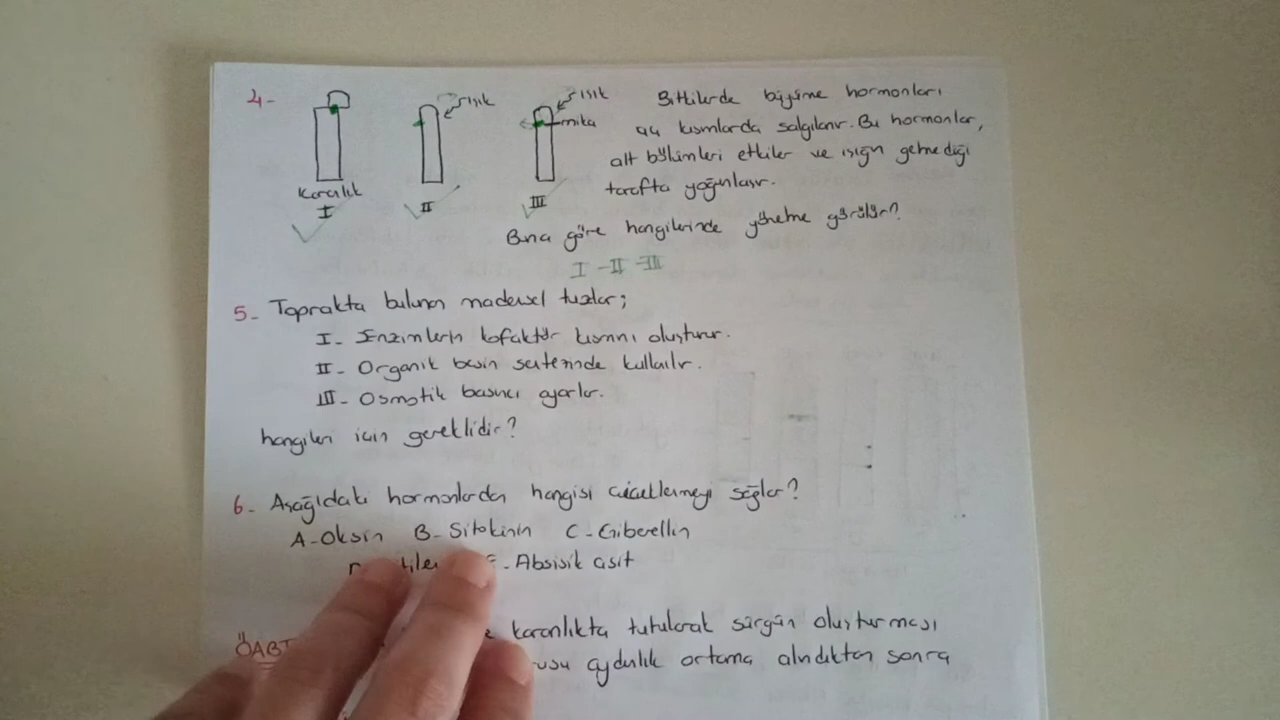 4-
ışık
ışık
mika
Karanlık
I
II
III
Bitkilerde büyüme hormonları
uç kısımlarda salgılanır. Bu hormonlar,
alt bölümleri etkiler ve ışığın gelmediği
tarafta yoğunlaşır.
Buna göre hangilerinde yönelme görülür?
I - II - III
5- Toprakta bulunan madensel tuzlar;
I- Enzimlerin kofaktör kısmını oluşturur.
II- Organik besin sentezinde kullanılır.
III- Osmotik basıncı ayarlar.
hangileri için gereklidir?
6- Aşağıdaki hormonlardan hangisi çiçeklenmeyi sağlar?
A-Oksin B-Sitokinin C-Giberellin
Absisik asit
ÖABT karanlıkta tutularak sürgün oluşturması
aydınlık ortama alındıktan sonra